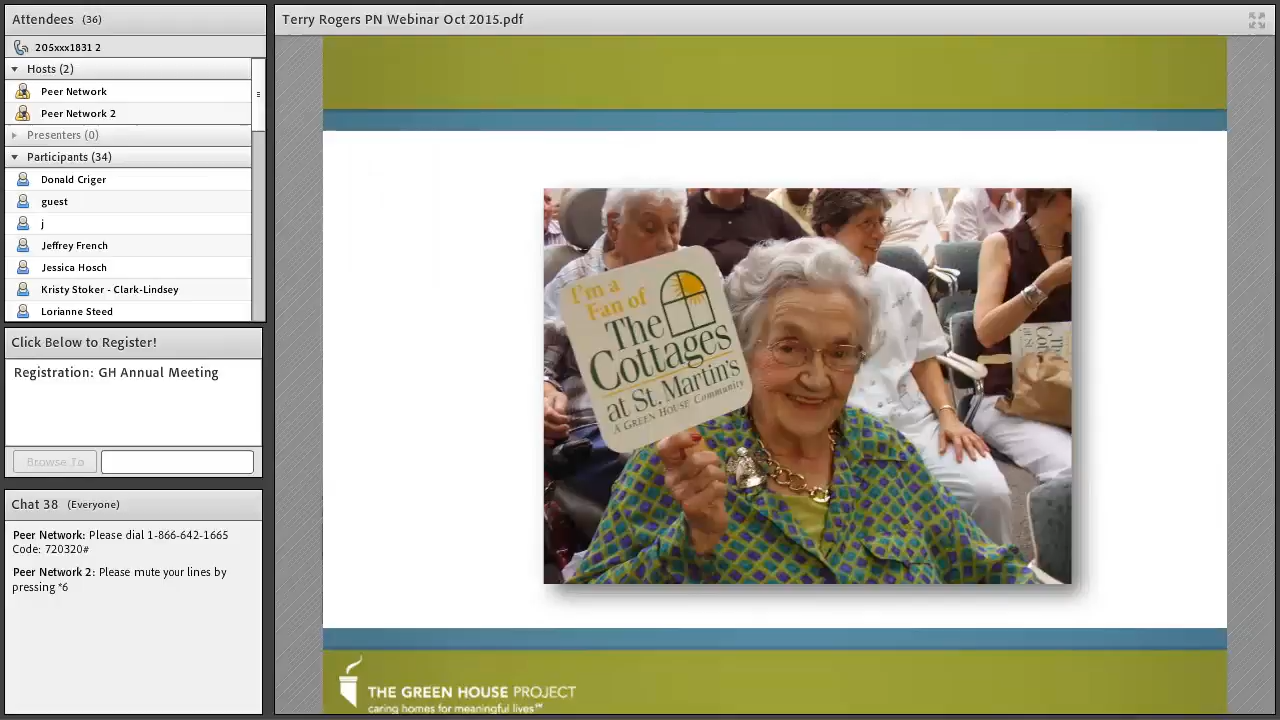 Attendees (36)
205xxx1831 2
Hosts (2)
Peer Network
Peer Network 2
Presenters (0)
Participants (34)
Donald Criger
guest
j
Jeffrey French
Jessica Hosch
Kristy Stoker - Clark-Lindsey
Lorianne Steed
Click Below to Register!
Registration: GH Annual Meeting
Browse To
Chat 38 (Everyone)
Peer Network: Please dial 1-866-642-1665
Code: 720320#
Peer Network 2: Please mute your lines by
pressing *6
Terry Rogers PN Webinar Oct 2015.pdf
I'm a
Fan of
The
Cottages
at St. Martin's
A GREEN HOUSE Community
THE GREEN HOUSE PROJECT
caring homes for meaningful lives℠